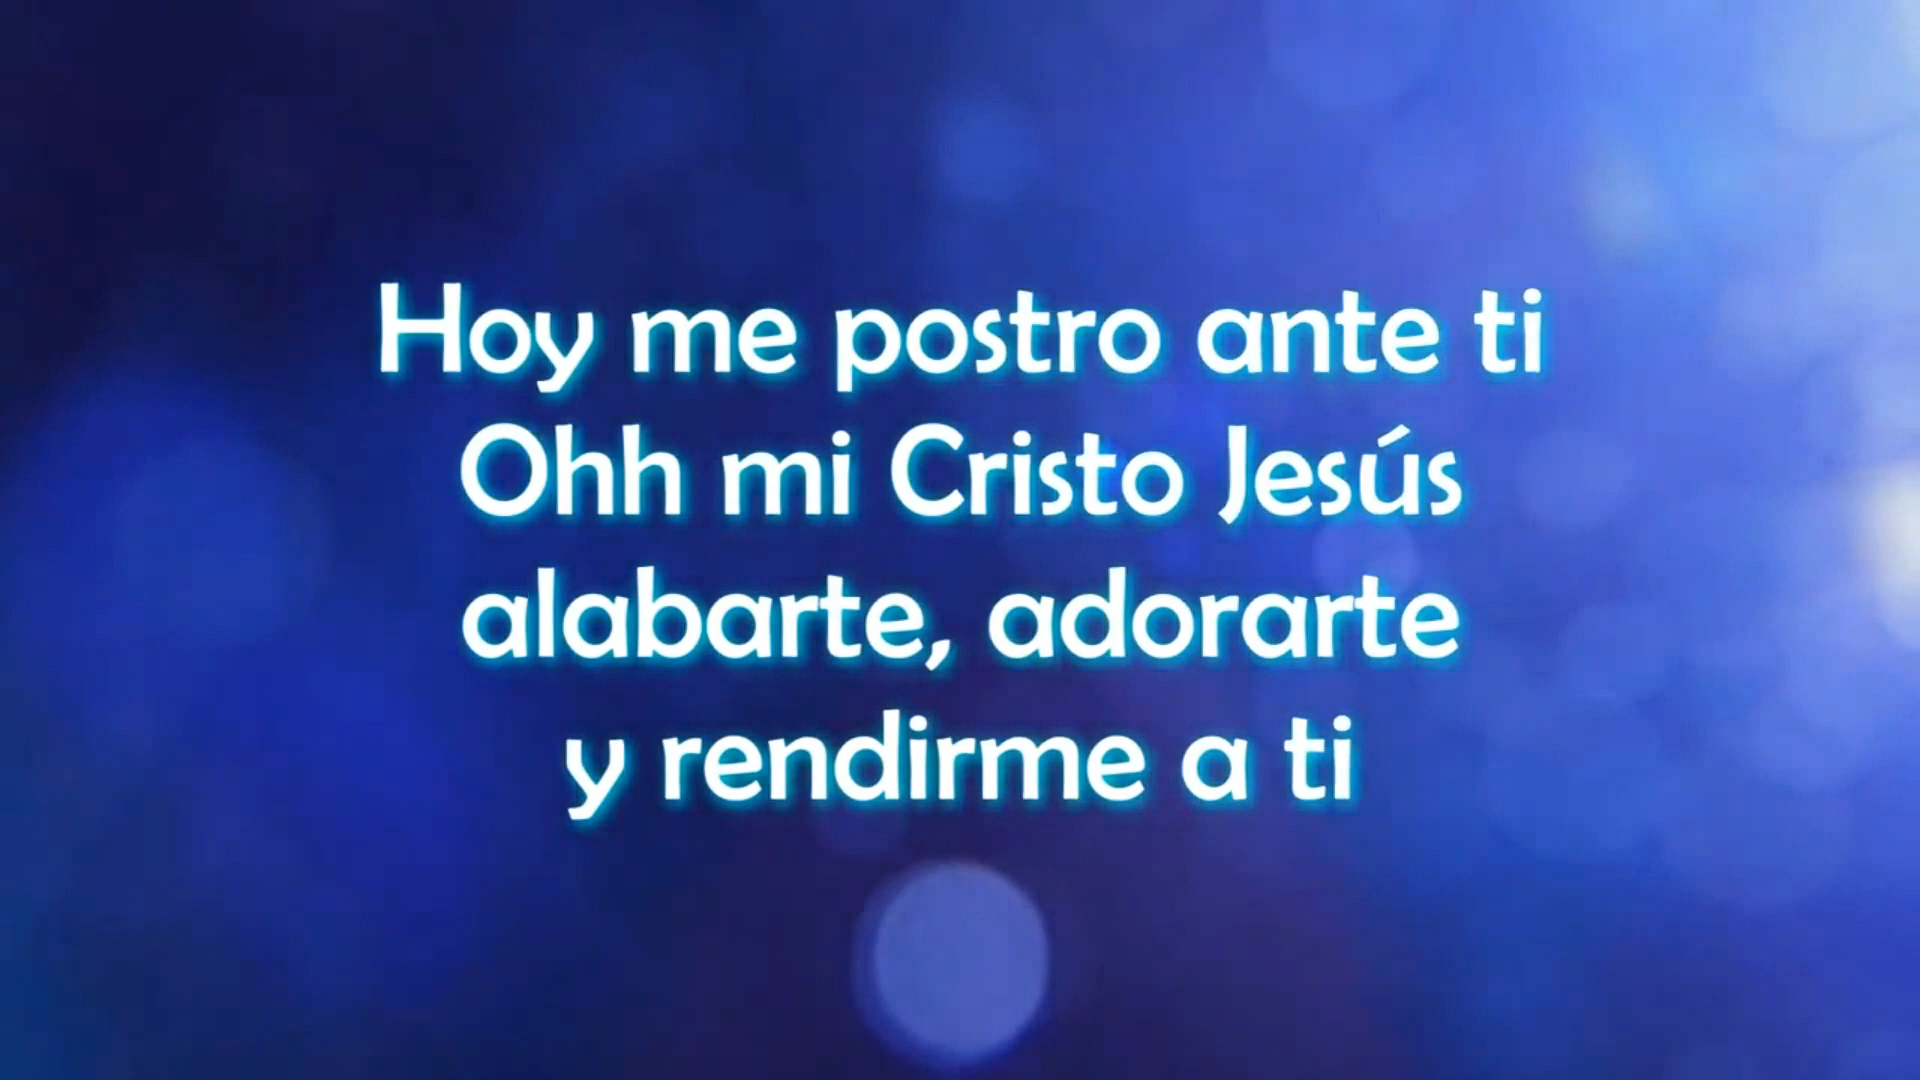 Hoy me postro ante ti
Ohh mi Cristo Jesús
alabarte, adorarte
y rendirme a ti